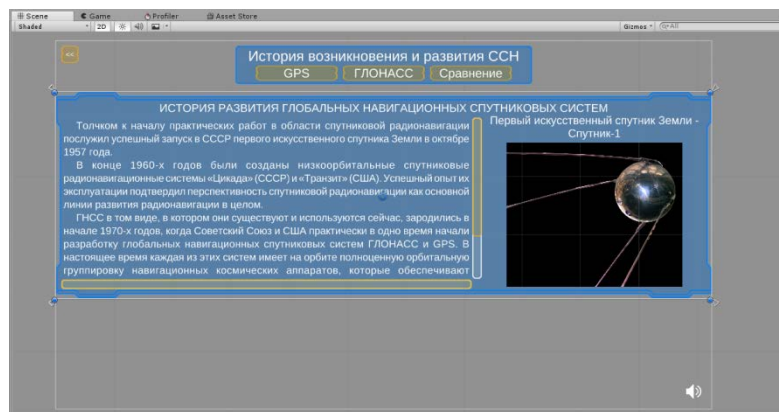 Scene Game Profiler Asset Store
Shaded 2D Gizmos All
<<
История возникновения и развития ССН
GPS ГЛОНАСС Сравнение
ИСТОРИЯ РАЗВИТИЯ ГЛОБАЛЬНЫХ НАВИГАЦИОННЫХ СПУТНИКОВЫХ СИСТЕМ
Толчком к началу практических работ в области спутниковой радионавигации
послужил успешный запуск в СССР первого искусственного спутника Земли в октябре
1957 года.
В конце 1960-х годов были созданы низкоорбитальные спутниковые
радионавигационные системы «Цикада» (СССР) и «Транзит» (США). Успешный опыт их
эксплуатации подтвердил перспективность спутниковой радионавигации как основной
линии развития радионавигации в целом.
ГНСС в том виде, в котором они существуют и используются сейчас, зародились в
начале 1970-х годов, когда Советский Союз и США практически в одно время начали
разработку глобальных навигационных спутниковых систем ГЛОНАСС и GPS. В
настоящее время каждая из этих систем имеет на орбите полноценную орбитальную
группировку навигационных космических аппаратов, которые обеспечивают
Первый искусственный спутник Земли -
Спутник-1